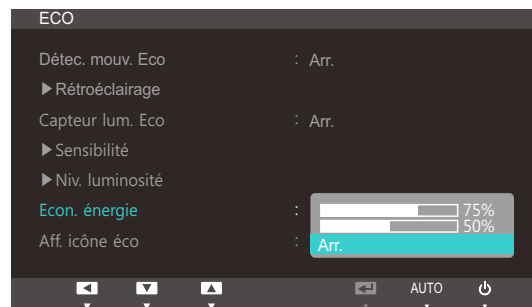 ECO
Détec. mouv. Eco : Arr.
▶Rétroéclairage
Capteur lum. Eco : Arr.
▶Sensibilité
▶Niv. luminosité
Econ. énergie : 75%
50%
Aff. icône éco : Arr.
AUTO